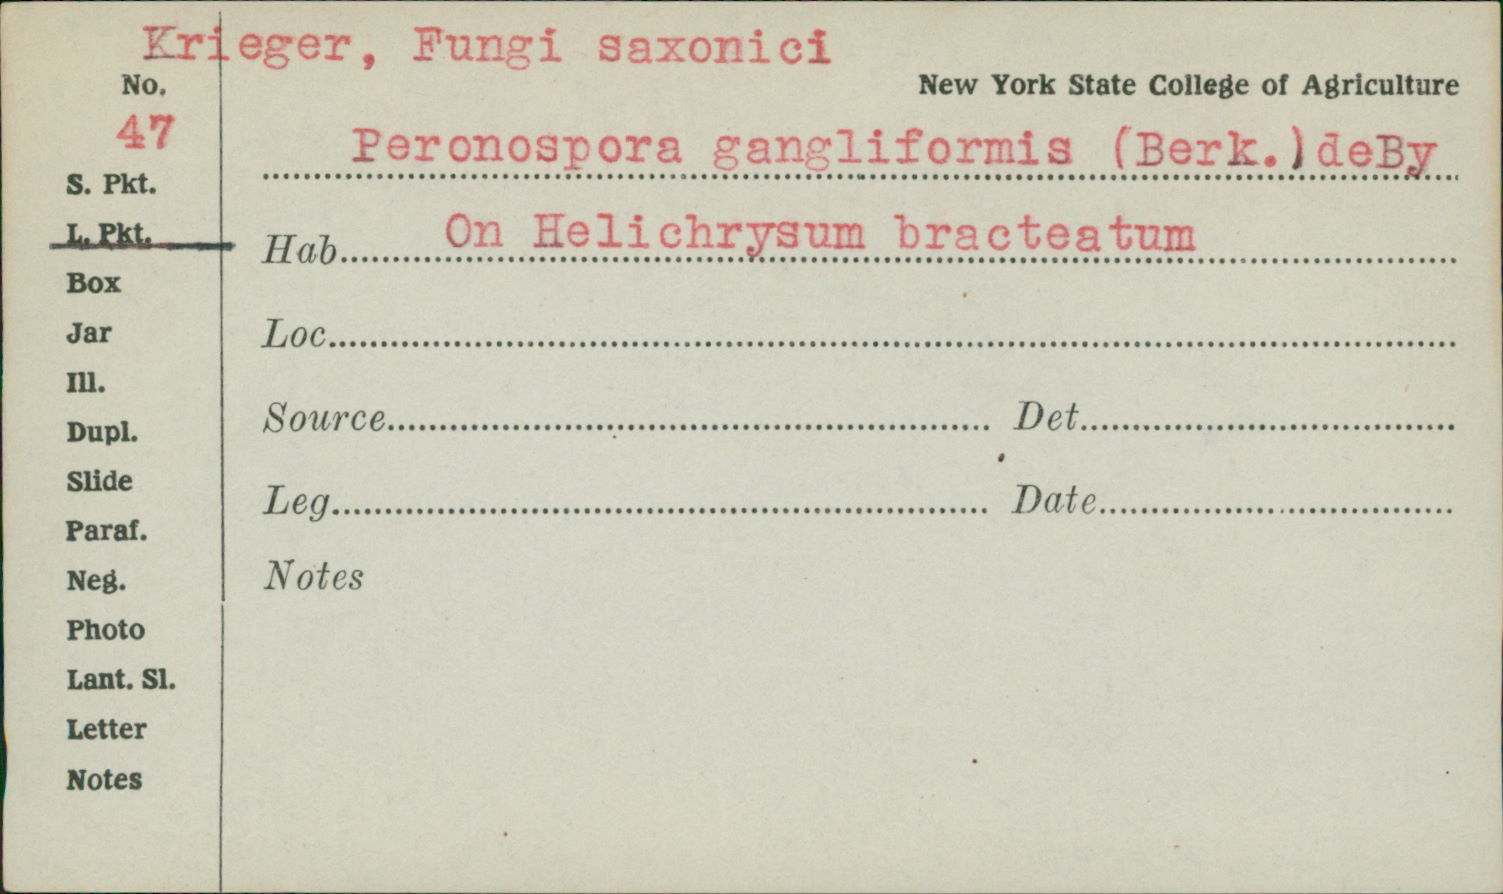 Krieger, Fungi saxonici
No.
New York State College of Agriculture
47
Peronospora gangliformis (Berk.)deBy
S. Pkt.
L. Pkt.
Hab. On Helichrysum bracteatum
Box
Jar
Loc.
Ill.
Dupl.
Source Det.
Slide
Leg. Date
Paraf.
Neg.
Notes
Photo
Lant. Sl.
Letter
Notes